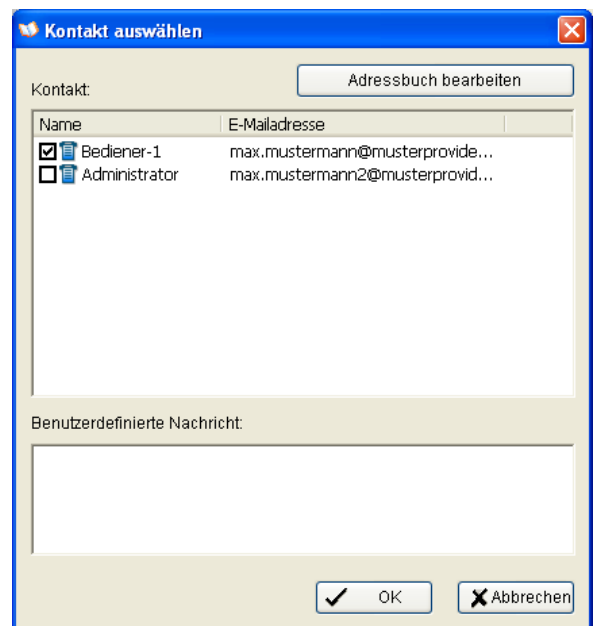 Kontakt auswählen
Adressbuch bearbeiten
Kontakt:
Name E-Mailadresse
Bediener-1 max.mustermann@musterprovide...
Administrator max.mustermann2@musterprovid...
Benutzerdefinierte Nachricht:
OK Abbrechen